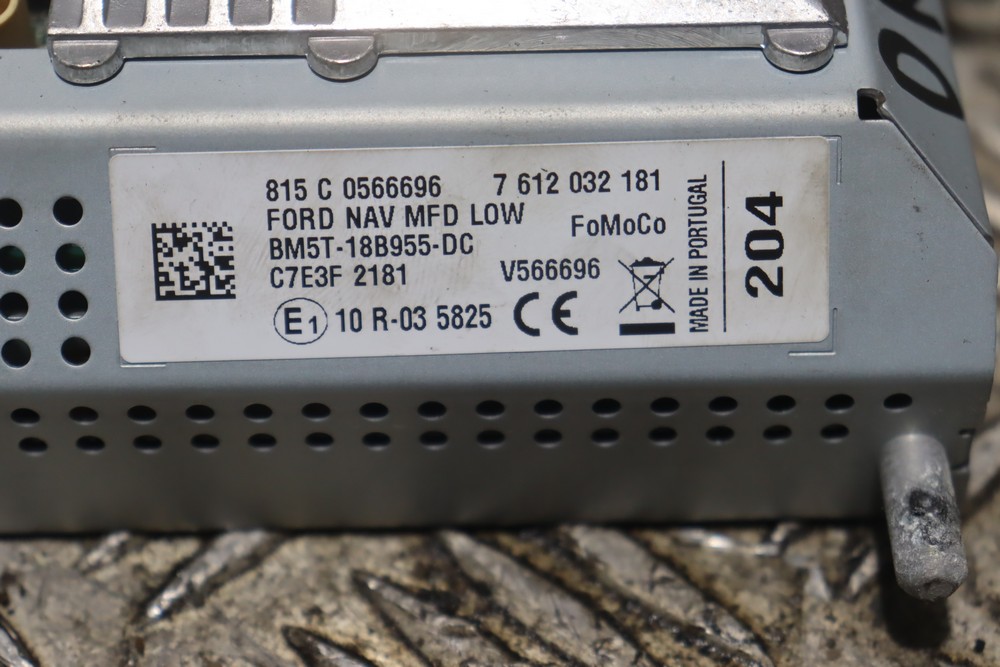 815 C 0566696 7 612 032 181
FORD NAV MFD LOW
FoMoCo
BM5T-18B955-DC
C7E3F 2181
V566696
E1 10 R-03 5825
CE
MADE IN PORTUGAL
204